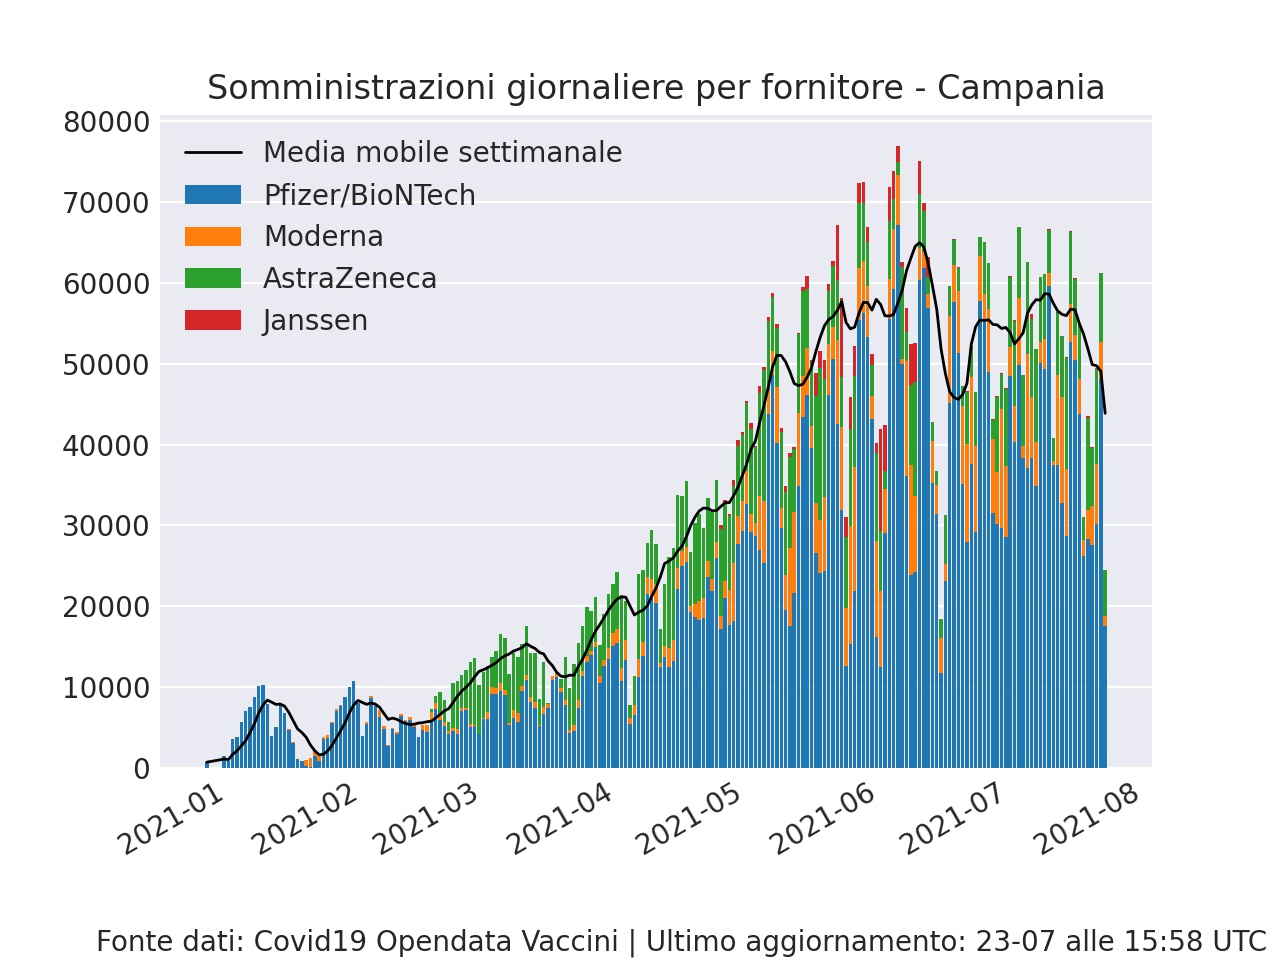 Somministrazioni giornaliere per fornitore - Campania
80000
70000
60000
50000
40000
30000
20000
10000
0
Media mobile settimanale
Pfizer/BioNTech
Moderna
AstraZeneca
Janssen
2021-01
2021-02
2021-03
2021-04
2021-05
2021-06
2021-07
2021-08
Fonte dati: Covid19 Opendata Vaccini | Ultimo aggiornamento: 23-07 alle 15:58 UTC